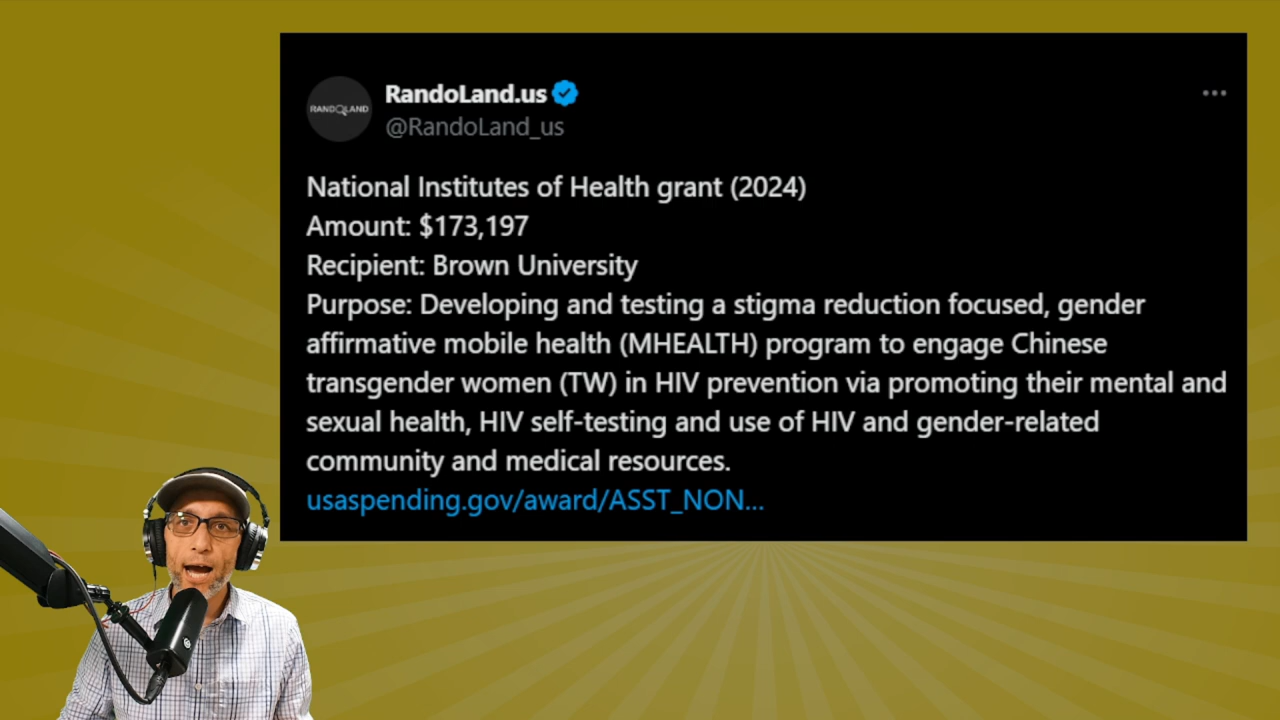 RANDOLAND
RandoLand.us
@RandoLand_us
National Institutes of Health grant (2024)
Amount: $173,197
Recipient: Brown University
Purpose: Developing and testing a stigma reduction focused, gender
affirmative mobile health (MHEALTH) program to engage Chinese
transgender women (TW) in HIV prevention via promoting their mental and
sexual health, HIV self-testing and use of HIV and gender-related
community and medical resources.
usaspending.gov/award/ASST_NON...